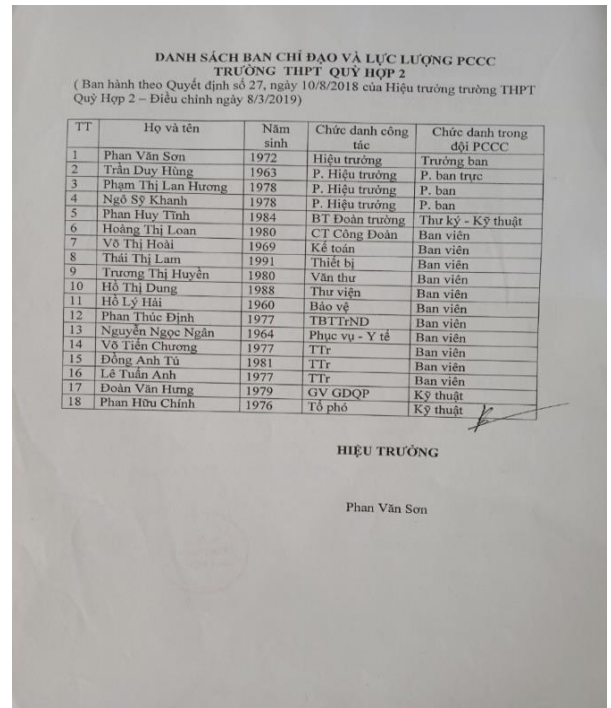 DANH SÁCH BAN CHỈ ĐẠO VÀ LỰC LƯỢNG PCCC
TRƯỜNG THPT QUỲ HỢP 2
( Ban hành theo Quyết định số 27, ngày 10/8/2018 của Hiệu trưởng trường THPT
Quỳ Hợp 2 – Điều chỉnh ngày 8/3/2019)
TT Họ và tên Năm sinh Chức danh công tác Chức danh trong đội PCCC
1 Phan Văn Sơn 1972 Hiệu trưởng Trưởng ban
2 Trần Duy Hùng 1963 P. Hiệu trưởng P. ban trực
3 Phạm Thị Lan Hương 1978 P. Hiệu trưởng P. ban
4 Ngô Sỹ Khanh 1978 P. Hiệu trưởng P. ban
5 Phan Huy Tĩnh 1984 BT Đoàn trường Thư ký - Kỹ thuật
6 Hoàng Thị Loan 1980 CT Công Đoàn Ban viên
7 Võ Thị Hoài 1969 Kế toán Ban viên
8 Thái Thị Lam 1991 Thiết bị Ban viên
9 Trương Thị Huyền 1980 Văn thư Ban viên
10 Hồ Thị Dung 1988 Thư viện Ban viên
11 Hồ Lý Hải 1960 Bảo vệ Ban viên
12 Phan Thúc Định 1977 TBTTrND Ban viên
13 Nguyễn Ngọc Ngân 1964 Phục vụ - Y tế Ban viên
14 Võ Tiến Chương 1977 TTr Ban viên
15 Đồng Anh Tú 1981 TTr Ban viên
16 Lê Tuấn Anh 1977 TTr Ban viên
17 Đoàn Văn Hưng 1979 GV GDQP Kỹ thuật
18 Phan Hữu Chính 1976 Tổ phó Kỹ thuật
HIỆU TRƯỞNG
Phan Văn Sơn